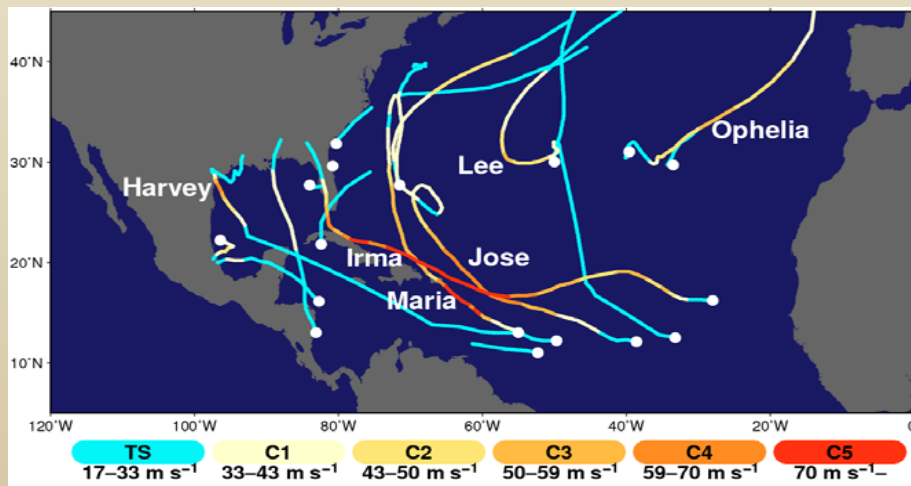 40°N
Ophelia
30°N
Lee
Harvey
Irma
Jose
20°N
Maria
10°N
120°W 100°W 80°W 60°W 40°W 20°W 0°
TS C1 C2 C3 C4 C5
17–33 m s⁻¹ 33–43 m s⁻¹ 43–50 m s⁻¹ 50–59 m s⁻¹ 59–70 m s⁻¹ 70 m s⁻¹–